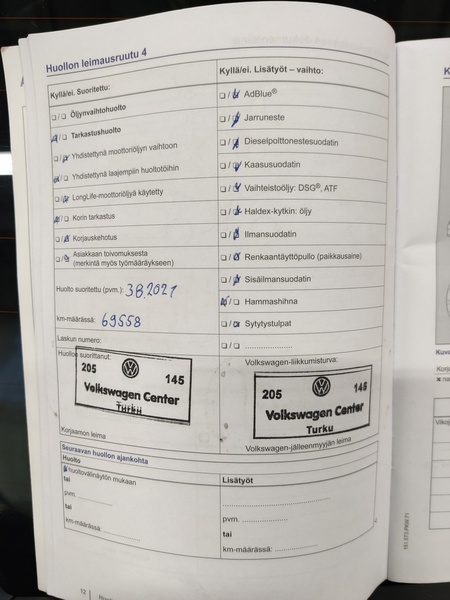 Huollon leimausruutu 4
Kyllä/ei. Suoritettu:
Öljynvaihtohuolto
Tarkastushuolto
Yhdistettynä moottoriöljyn vaihtoon
Yhdistettynä laajempiin huoltotöihin
LongLife-moottoriöljyä käytetty
Korin tarkastus
Korjauskehotus
Asiakkaan toivomuksesta
(merkintä myös työmääräykseen)
Huolto suoritettu (pvm.): 3.8.2021
km-määrässä: 69558
Laskun numero:
Huollon suorittanut:
205 145
Volkswagen Center
Turku
Korjaamon leima
Kyllä/ei. Lisätyöt – vaihto:
AdBlue®
Jarruneste
Dieselpolttonestesuodatin
Kaasusuodatin
Vaihteistoöljy: DSG®, ATF
Haldex-kytkin: öljy
Ilmansuodatin
Renkaantäyttöpullo (paikkausaine)
Sisäilmansuodatin
Hammashihna
Sytytystulpat
Volkswagen-liikkumisturva:
205 145
Volkswagen Center
Turku
Volkswagen-jälleenmyyjän leima
Seuraavan huollon ajankohta
Huolto
huoltovälinäytön mukaan
tai
pvm.
tai
km-määrässä:
Lisätyöt
pvm.
tai
km-määrässä:
12